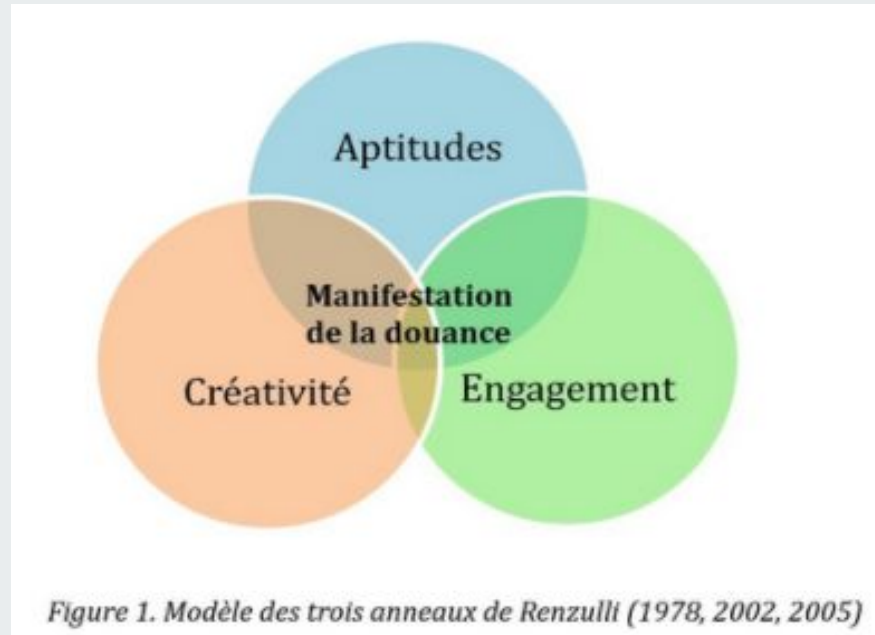 Aptitudes
Manifestation
de la douance
Créativité
Engagement
Figure 1. Modèle des trois anneaux de Renzulli (1978, 2002, 2005)